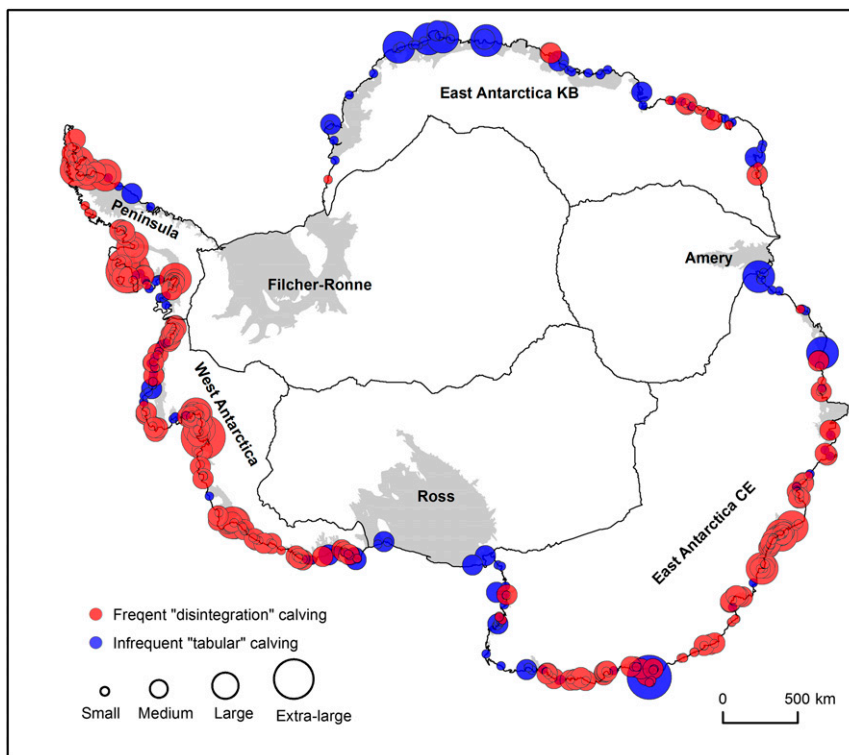 East Antarctica KB
Peninsula
Filcher-Ronne
Amery
West Antarctica
Ross
East Antarctica CE
Freqent "disintegration" calving
Infrequent "tabular" calving
Small Medium Large Extra-large
0 500 km